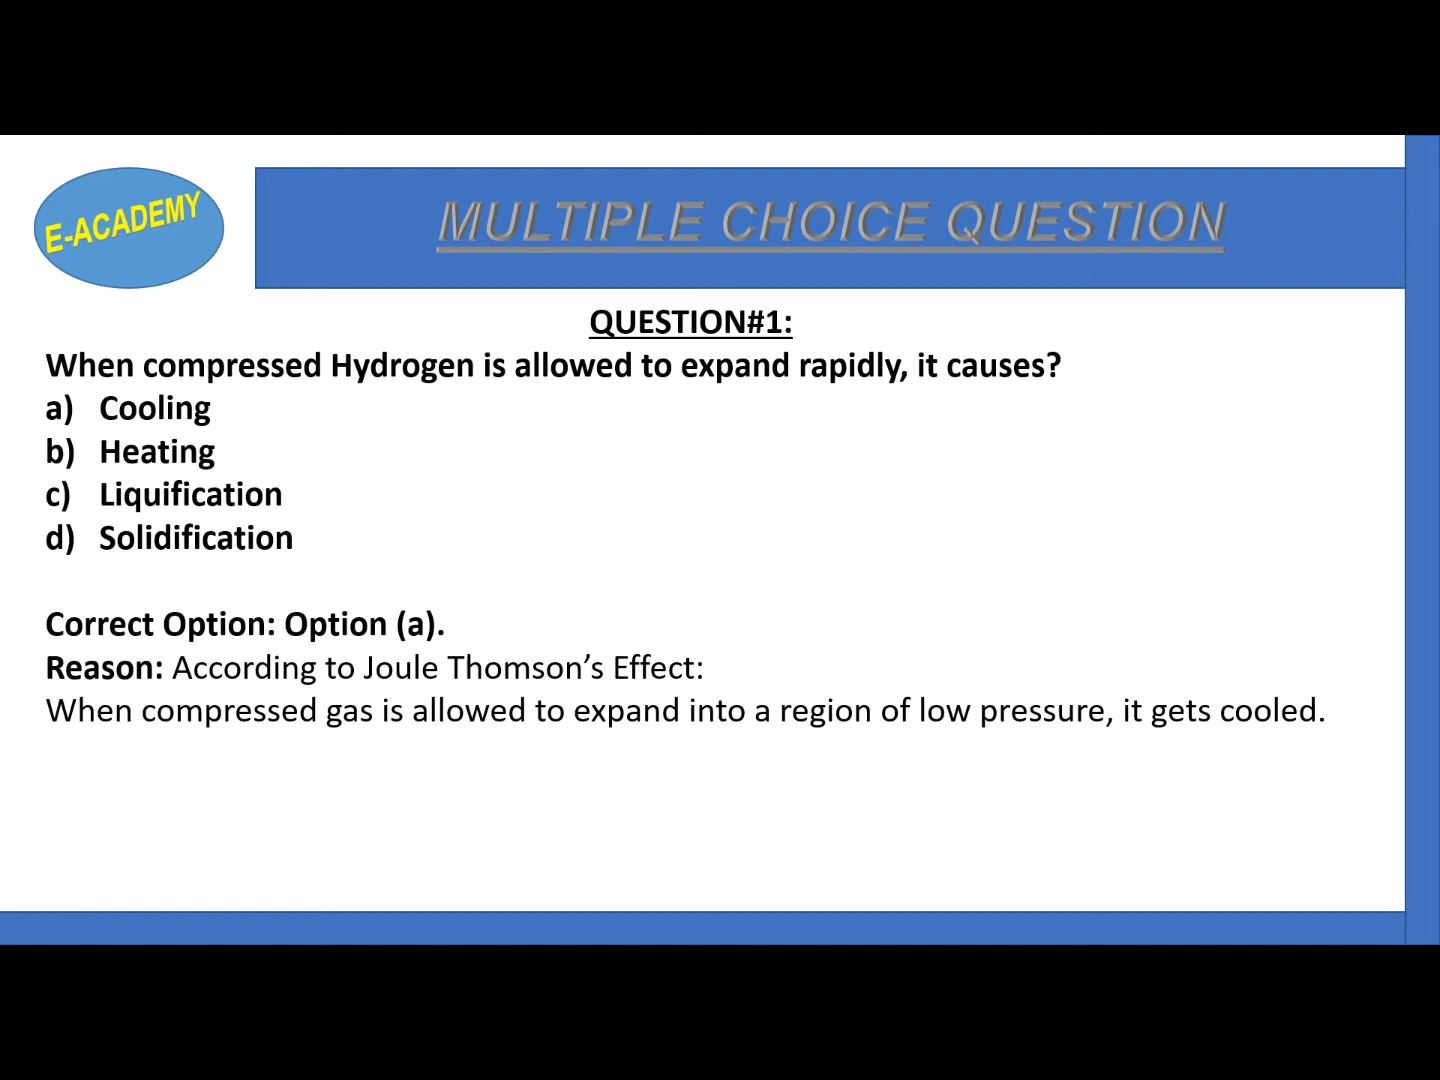 E-ACADEMY
MULTIPLE CHOICE QUESTION
QUESTION#1:
When compressed Hydrogen is allowed to expand rapidly, it causes?
a) Cooling
b) Heating
c) Liquification
d) Solidification
Correct Option: Option (a).
Reason: According to Joule Thomson’s Effect:
When compressed gas is allowed to expand into a region of low pressure, it gets cooled.